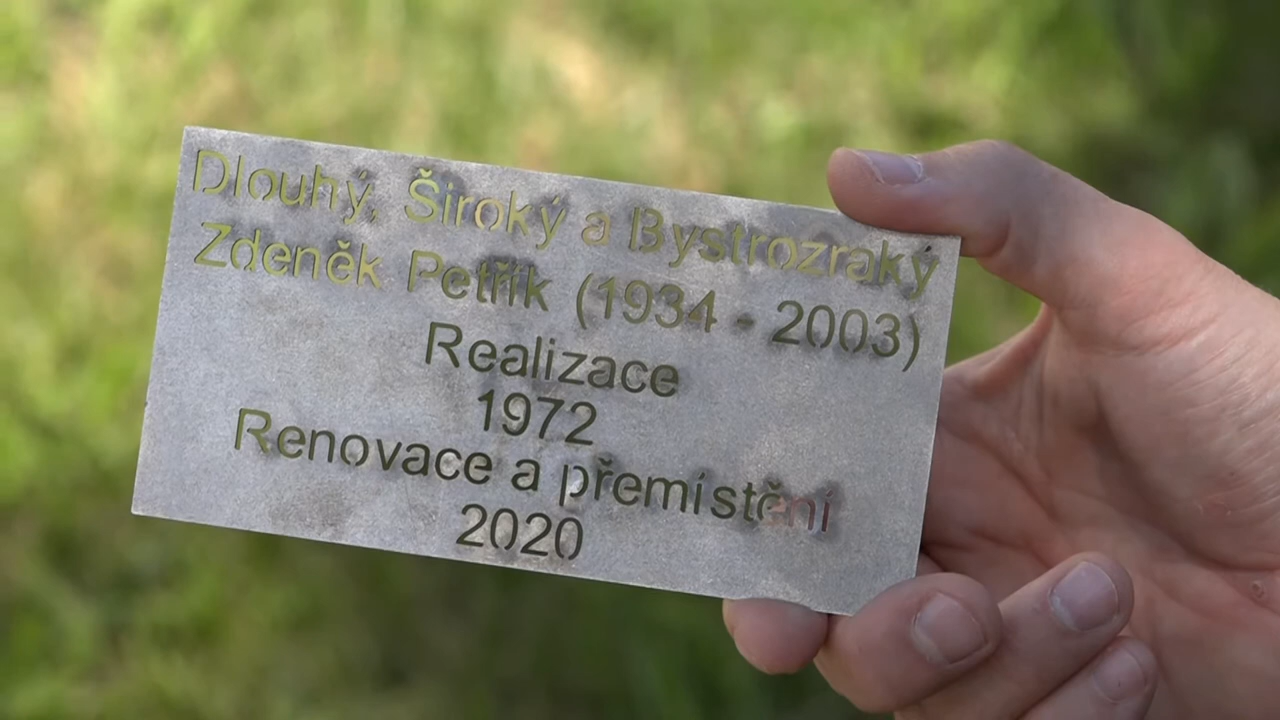 Dlouhý, Široký a Bystrozraký
Zdeněk Petřík (1934 - 2003)
Realizace
1972
Renovace a přemístění
2020